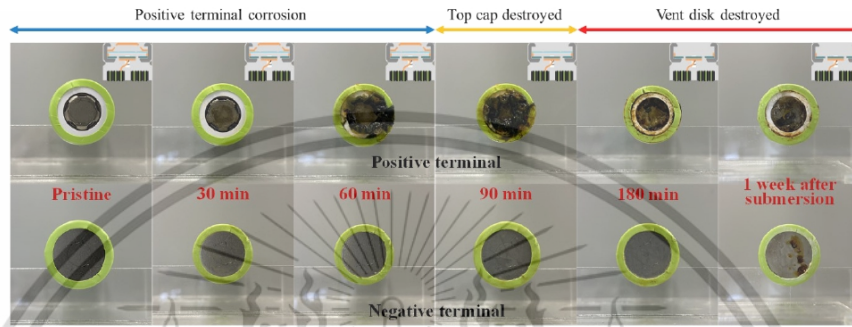 Positive terminal corrosion
Top cap destroyed
Vent disk destroyed
Positive terminal
Pristine
30 min
60 min
90 min
180 min
1 week after
submersion
Negative terminal